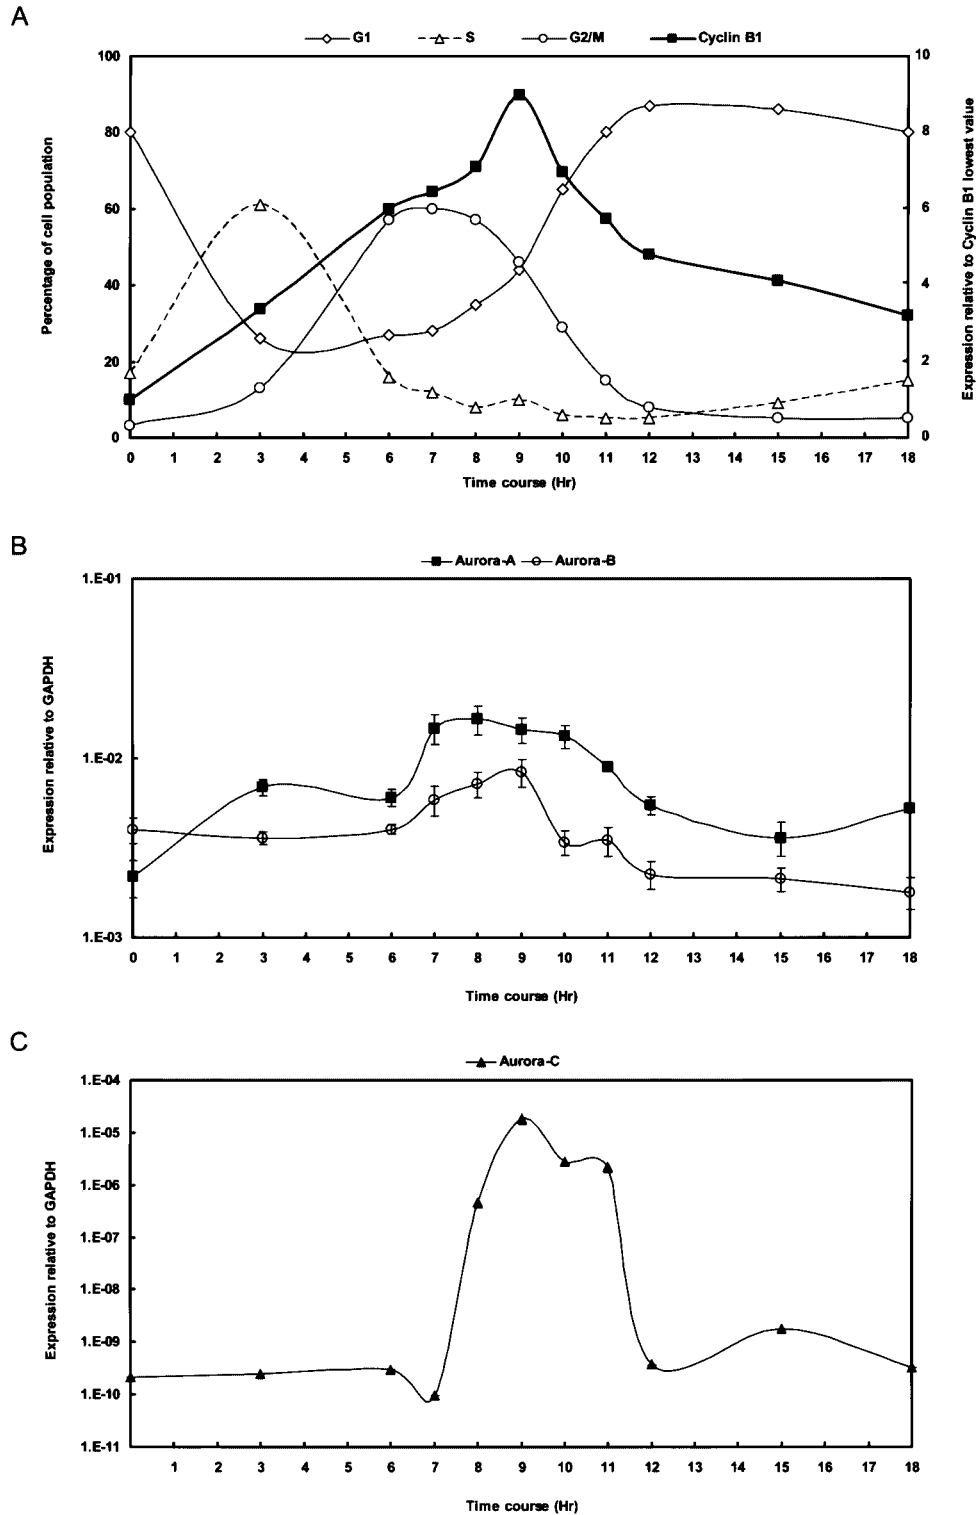 A
G1 S G2/M Cyclin B1
100
80
60
40
20
0
10
8
6
4
2
0
Percentage of cell population
Expression relative to Cyclin B1 lowest value
0 1 2 3 4 5 6 7 8 9 10 11 12 13 14 15 16 17 18
Time course (Hr)
B
Aurora-A Aurora-B
1.E-01
1.E-02
1.E-03
Expression relative to GAPDH
0 1 2 3 4 5 6 7 8 9 10 11 12 13 14 15 16 17 18
Time course (Hr)
C
Aurora-C
1.E-04
1.E-05
1.E-06
1.E-07
1.E-08
1.E-09
1.E-10
1.E-11
Expression relative to GAPDH
1 2 3 4 5 6 7 8 9 10 11 12 13 14 15 16 17 18
Time course (Hr)